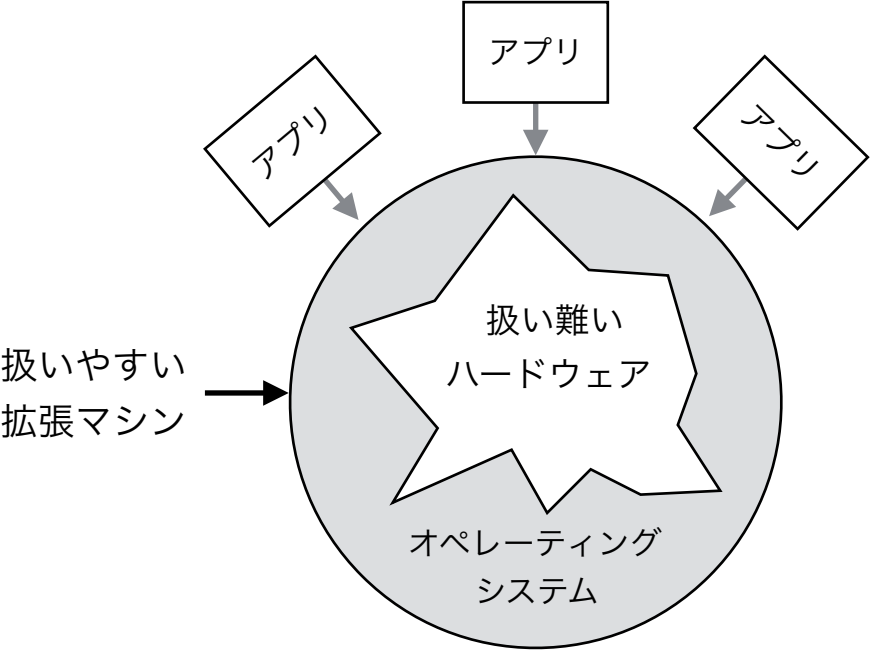 アプリ
アプリ
アプリ
扱い難い
ハードウェア
扱いやすい
拡張マシン
オペレーティング
システム